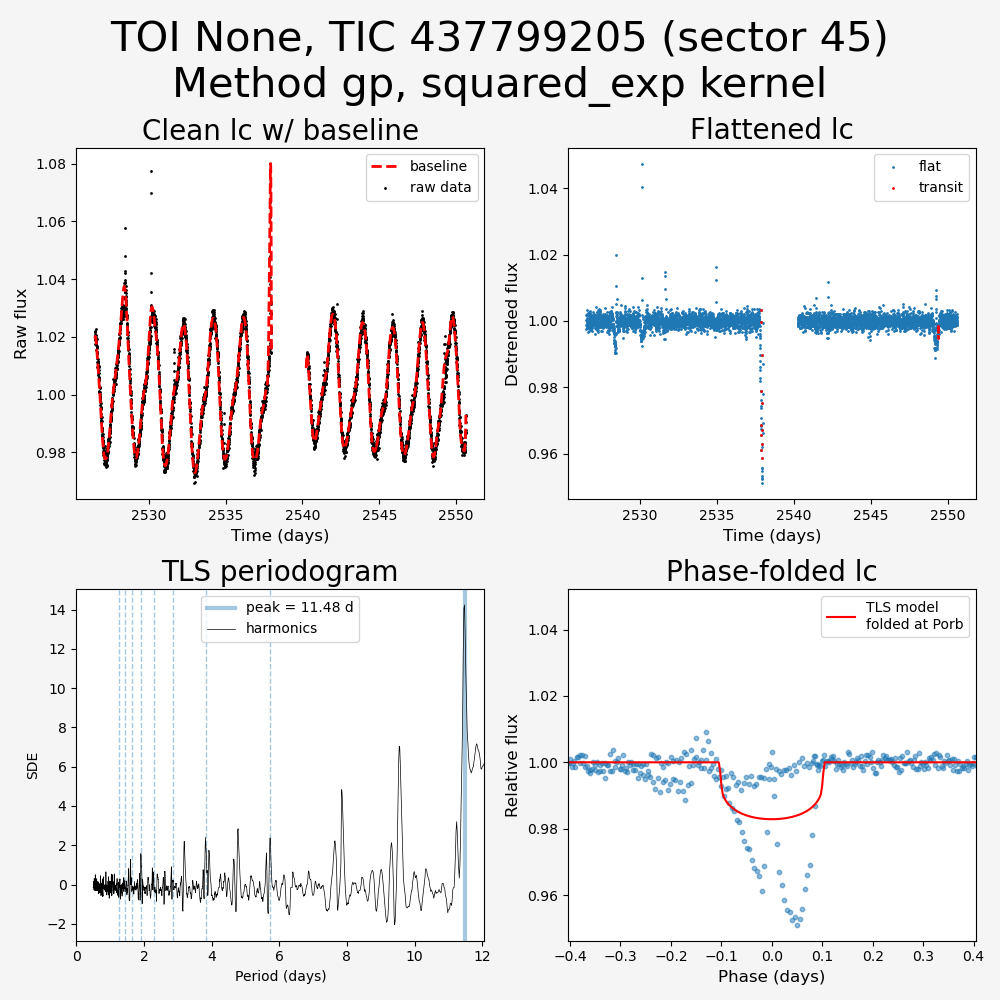 TOI None, TIC 437799205 (sector 45)
Method gp, squared_exp kernel
Clean lc w/ baseline
baseline
raw data
Raw flux
1.08
1.06
1.04
1.02
1.00
0.98
2530
2535
2540
2545
2550
Time (days)
Flattened lc
flat
transit
Detrended flux
1.04
1.02
1.00
0.98
0.96
2530
2535
2540
2545
2550
Time (days)
TLS periodogram
peak = 11.48 d
harmonics
SDE
14
12
10
8
6
4
2
0
−2
0
2
4
6
8
10
12
Period (days)
Phase-folded lc
TLS model
folded at Porb
Relative flux
1.04
1.02
1.00
0.98
0.96
−0.4
−0.3
−0.2
−0.1
0.0
0.1
0.2
0.3
0.4
Phase (days)